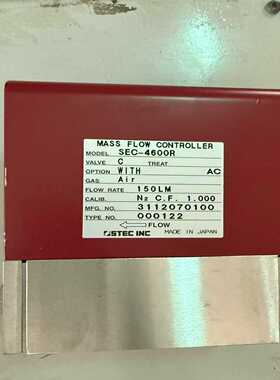 MASS FLOW CONTROLLER
MODEL SEC-4600R
VALVE C TREAT
OPTION WITH AC
GAS Air
FLOW RATE 150LM
CALIB. N₂ C.F. 1.000
MFG. NO. 3112070100
TYPE NO. 000122
FLOW
STEC INC MADE IN JAPAN